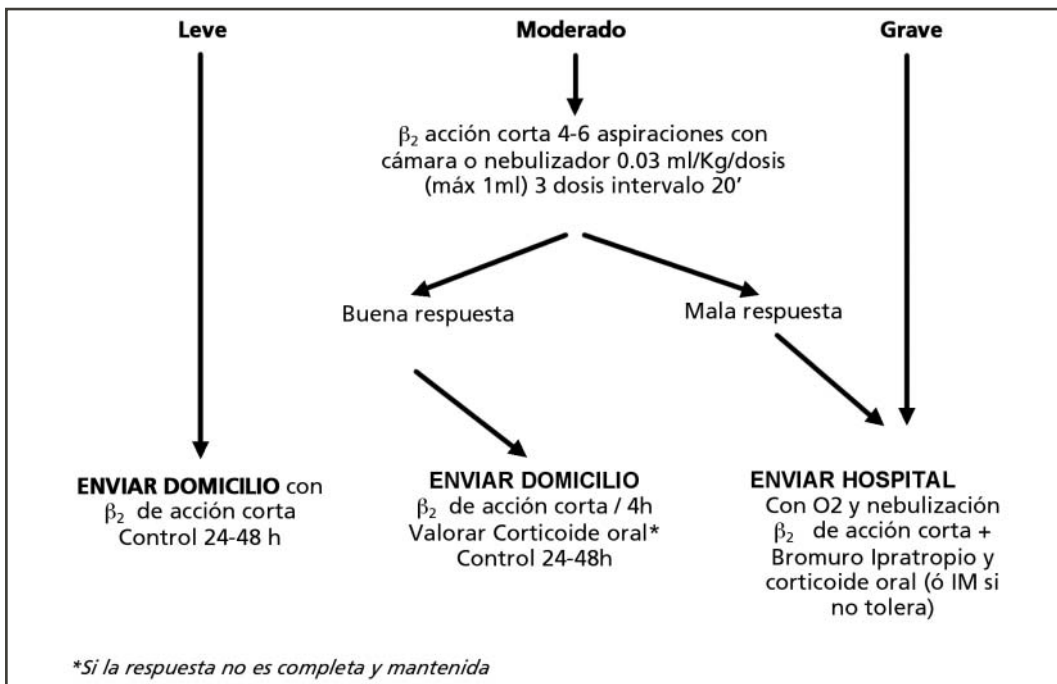 Leve
Moderado
Grave
β₂ acción corta 4-6 aspiraciones con
cámara o nebulizador 0.03 ml/Kg/dosis
(máx 1ml) 3 dosis intervalo 20’
Buena respuesta
Mala respuesta
ENVIAR DOMICILIO con
β₂ de acción corta
Control 24-48 h
ENVIAR DOMICILIO
β₂ de acción corta / 4h
Valorar Corticoide oral*
Control 24-48h
ENVIAR HOSPITAL
Con O2 y nebulización
β₂ de acción corta +
Bromuro Ipratropio y
corticoide oral (ó IM si
no tolera)
*Si la respuesta no es completa y mantenida